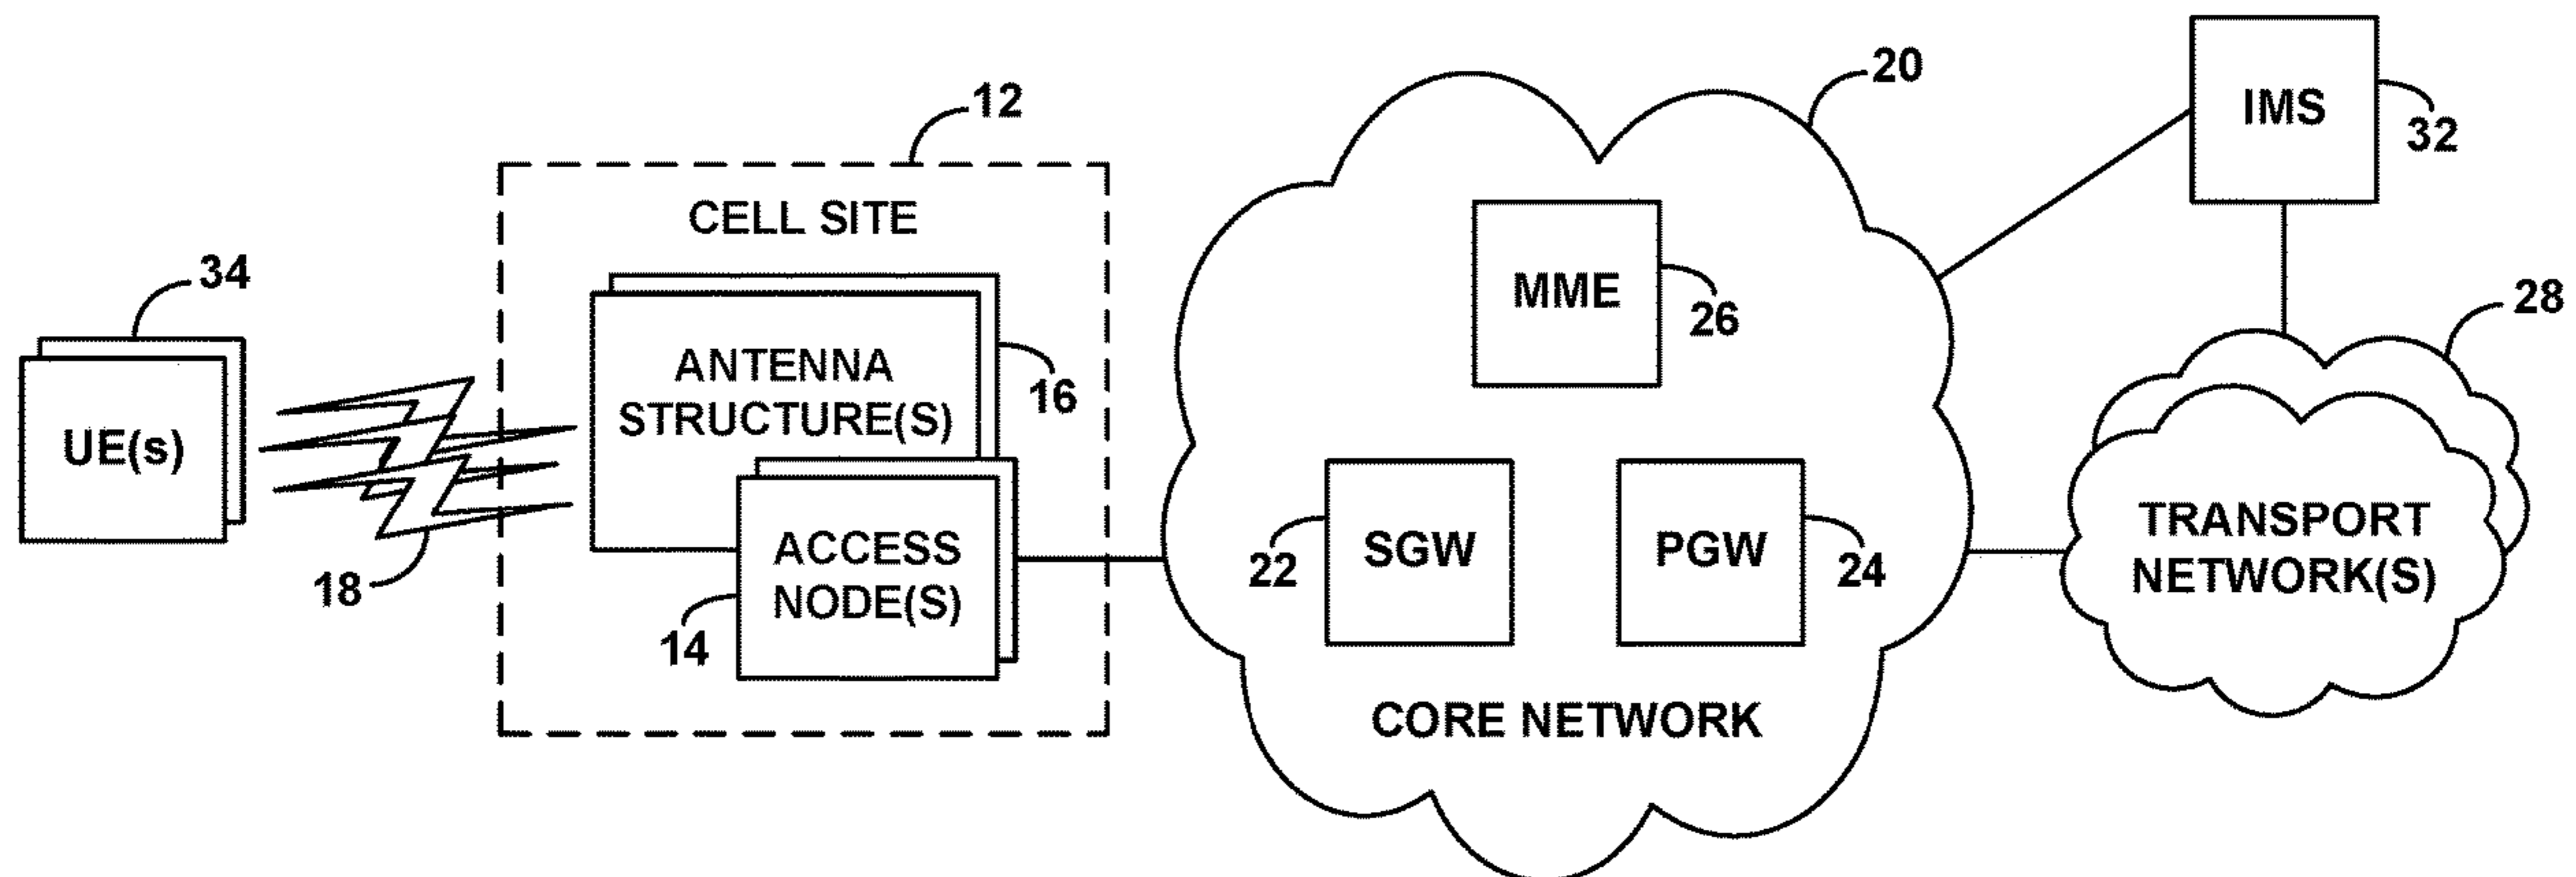 20
IMS
32
12
CELL SITE
34
MME
26
28
ANTENNA
STRUCTURE(S)
16
UE(s)
18
ACCESS
NODE(S)
14
22
SGW
PGW
24
TRANSPORT
NETWORK(S)
CORE NETWORK